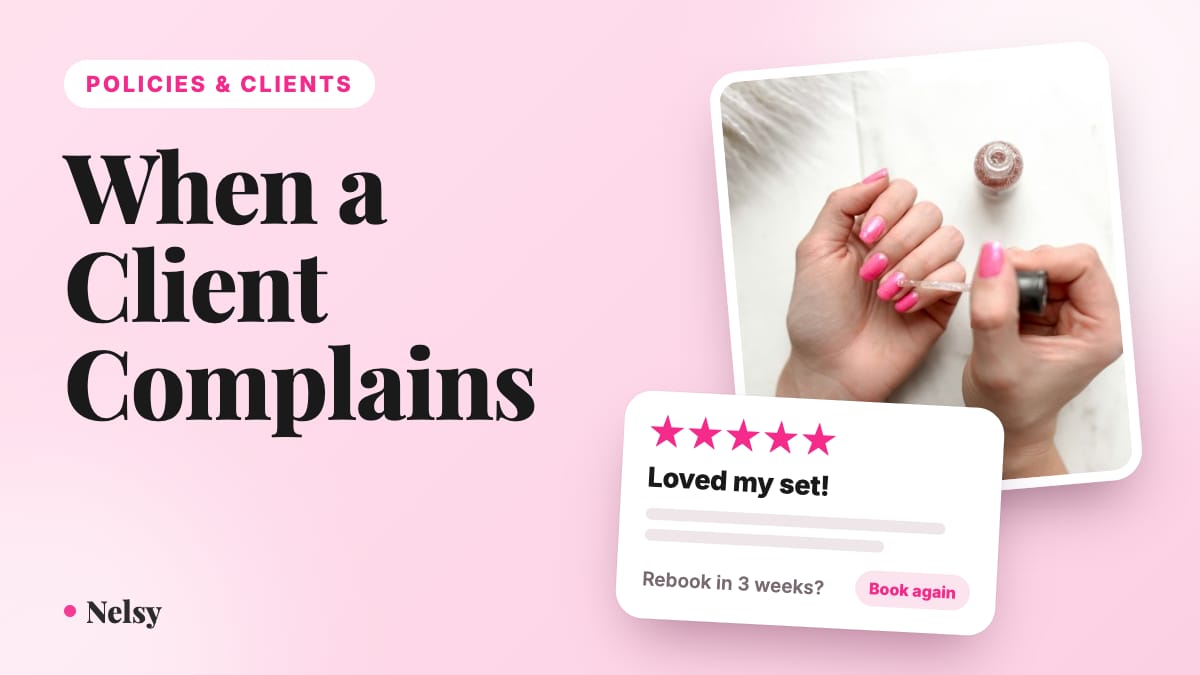 POLICIES & CLIENTS
When a
Client
Complains
Loved my set!
Rebook in 3 weeks?
Book again
Nelsy